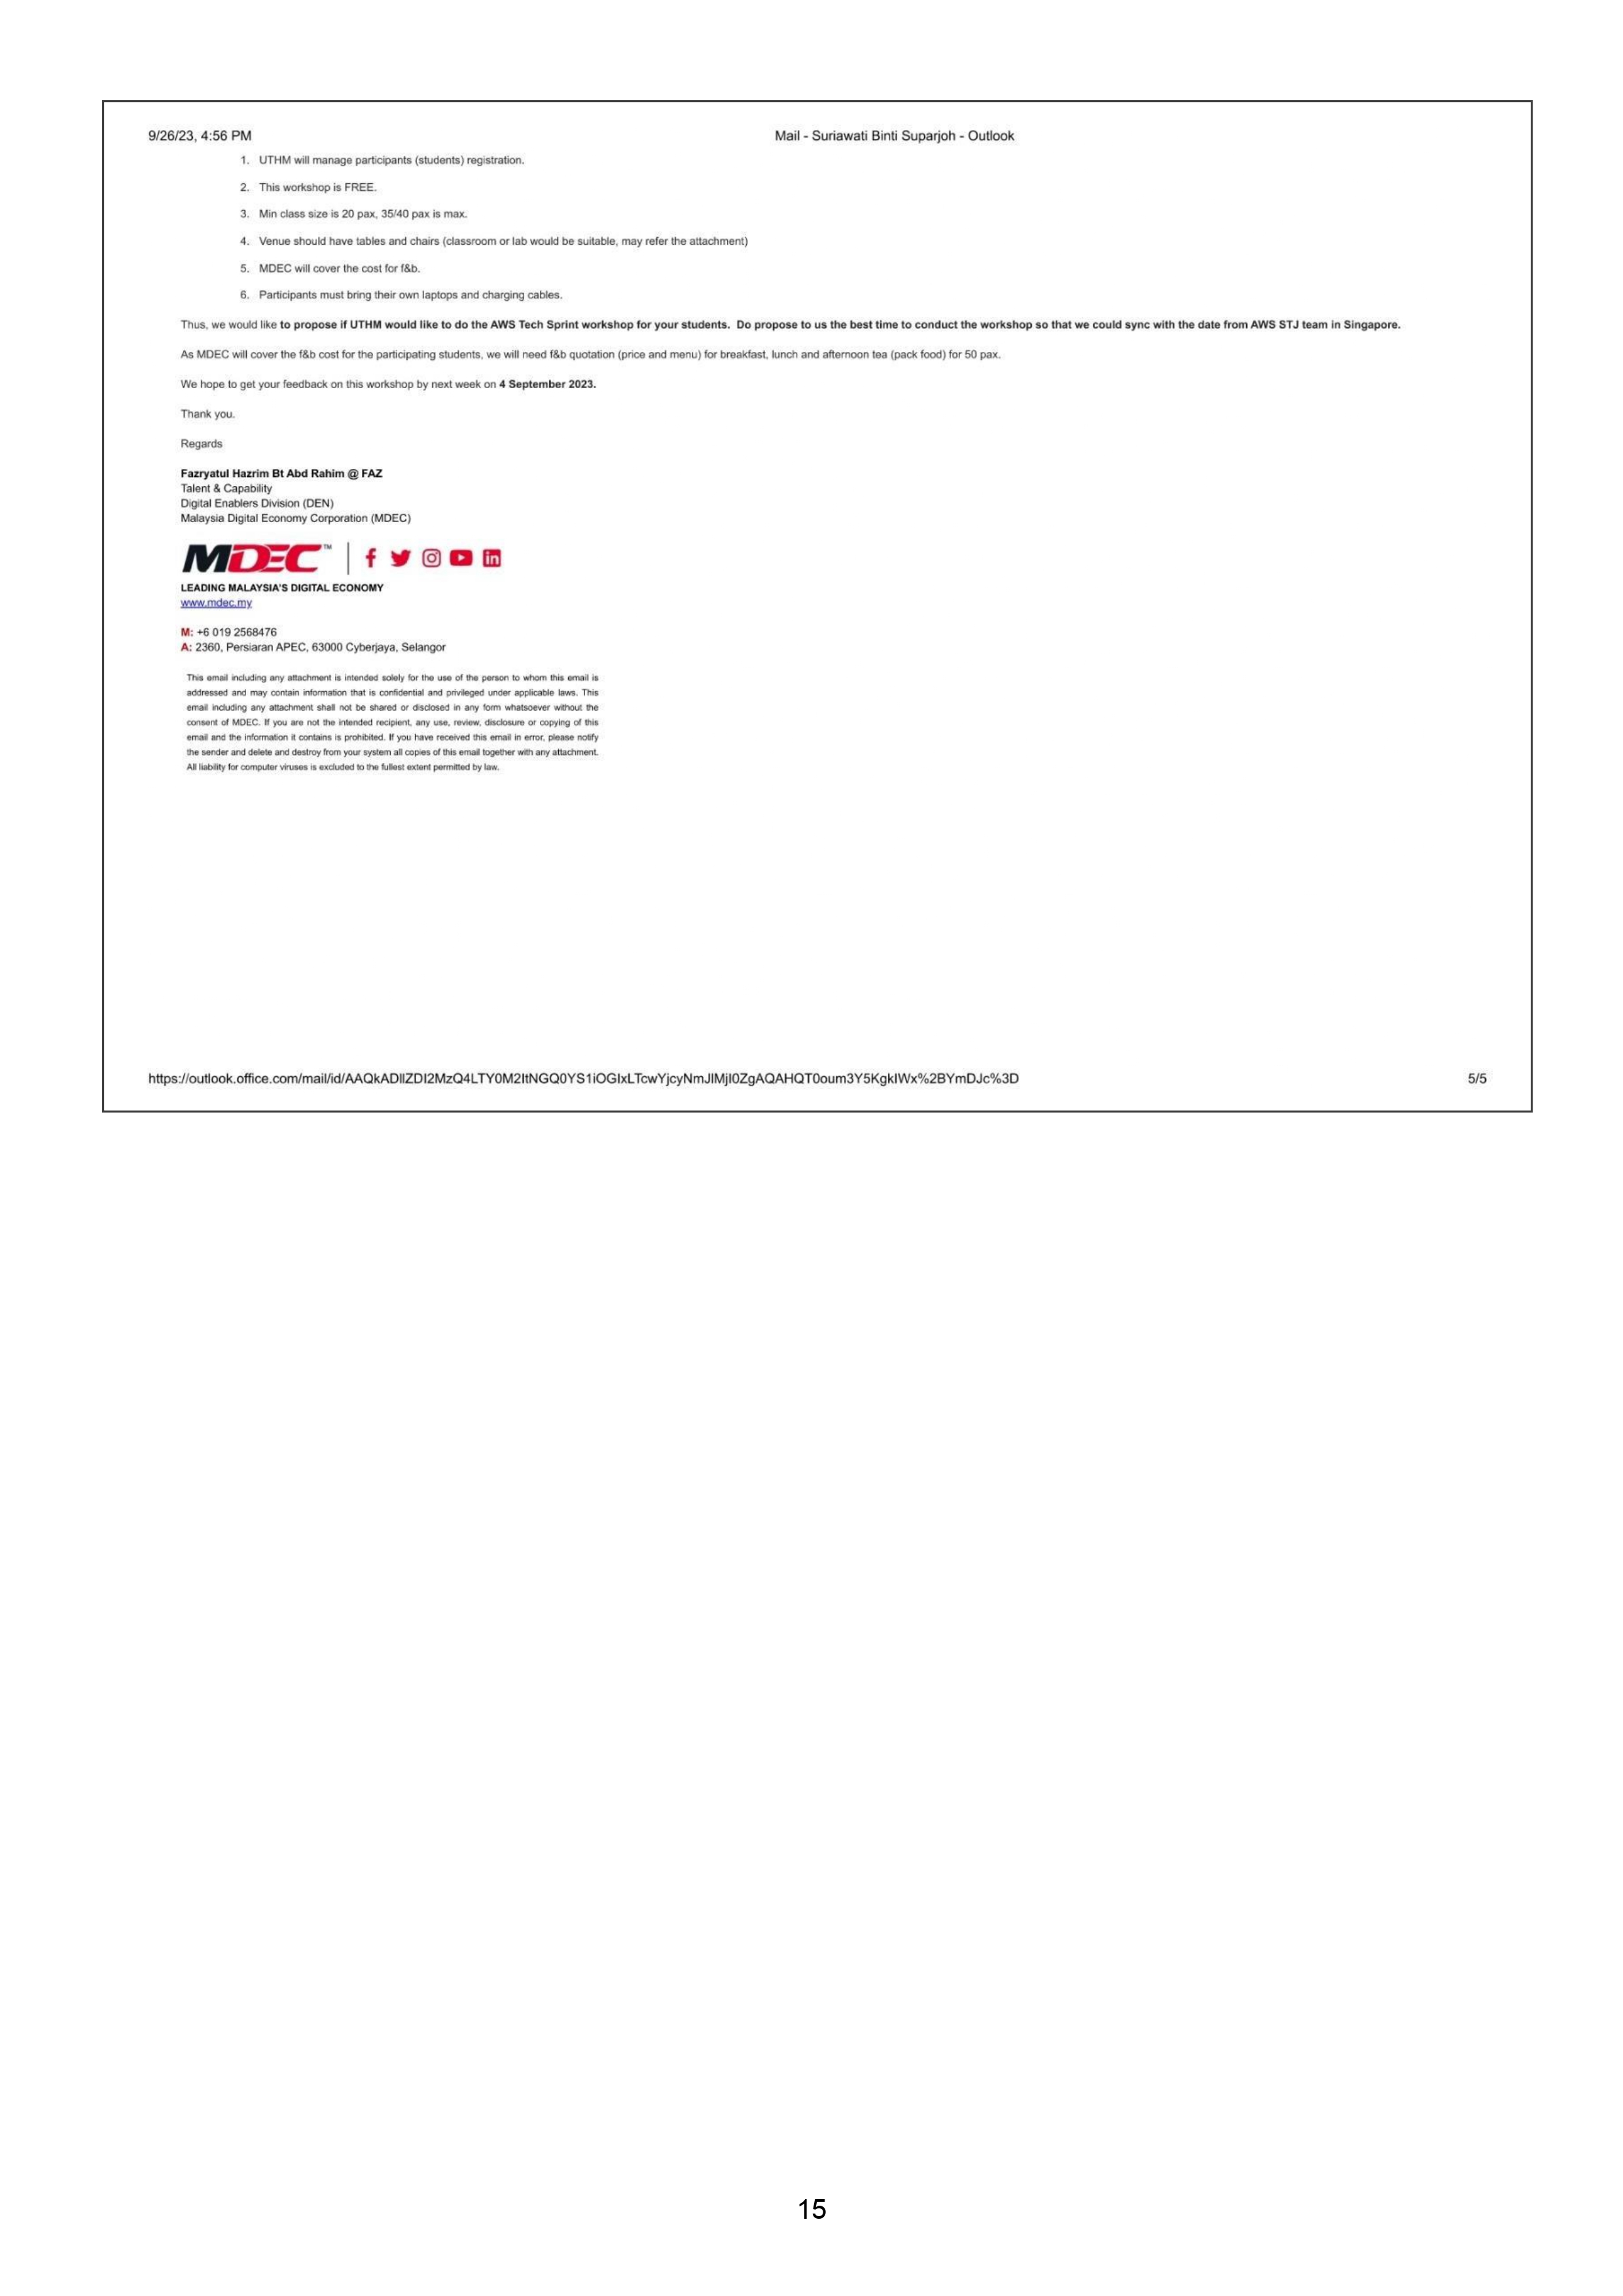 9/26/23, 4:56 PM
Mail - Suriawati Binti Suparjoh - Outlook
1. UTHM will manage participants (students) registration.
2. This workshop is FREE.
3. Min class size is 20 pax, 35/40 pax is max.
4. Venue should have tables and chairs (classroom or lab would be suitable, may refer the attachment)
5. MDEC will cover the cost for f&b.
6. Participants must bring their own laptops and charging cables.
Thus, we would like to propose if UTHM would like to do the AWS Tech Sprint workshop for your students. Do propose to us the best time to conduct the workshop so that we could sync with the date from AWS STJ team in Singapore.
As MDEC will cover the f&b cost for the participating students, we will need f&b quotation (price and menu) for breakfast, lunch and afternoon tea (pack food) for 50 pax.
We hope to get your feedback on this workshop by next week on 4 September 2023.
Thank you.
Regards
Fazryatul Hazrim Bt Abd Rahim @ FAZ
Talent & Capability
Digital Enablers Division (DEN)
Malaysia Digital Economy Corporation (MDEC)
MDEC™
LEADING MALAYSIA'S DIGITAL ECONOMY
www.mdec.my
M: +6 019 2568476
A: 2360, Persiaran APEC, 63000 Cyberjaya, Selangor
This email including any attachment is intended solely for the use of the person to whom this email is
addressed and may contain information that is confidential and privileged under applicable laws. This
email including any attachment shall not be shared or disclosed in any form whatsoever without the
consent of MDEC. If you are not the intended recipient, any use, review, disclosure or copying of this
email and the information it contains is prohibited. If you have received this email in error, please notify
the sender and delete and destroy from your system all copies of this email together with any attachment.
All liability for computer viruses is excluded to the fullest extent permitted by law.
https://outlook.office.com/mail/id/AAQkADIlZDI2MzQ4LTY0M2ItNGQ0YS1iOGIxLTcwYjcyNmJlMjI0ZgAQAHQT0oum3Y5KgkIWx%2BYmDJc%3D
5/5
15